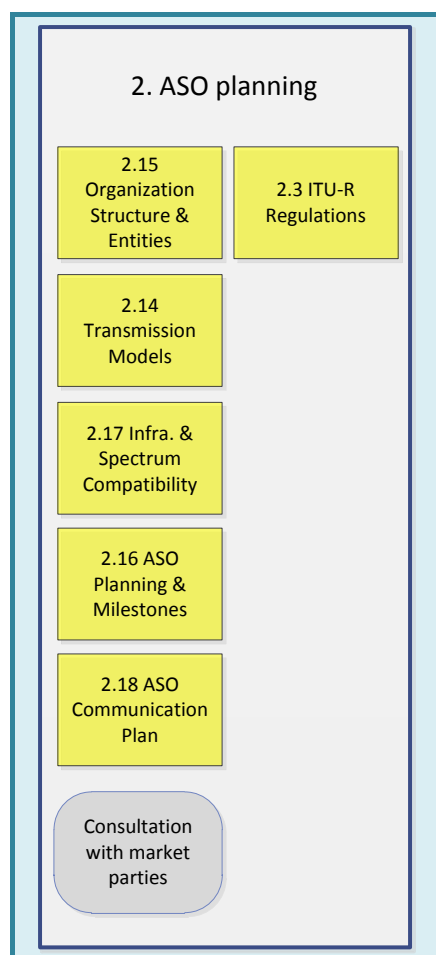 2. ASO planning
2.15
Organization
Structure &
Entities
2.3 ITU-R
Regulations
2.14
Transmission
Models
2.17 Infra. &
Spectrum
Compatibility
2.16 ASO
Planning &
Milestones
2.18 ASO
Communication
Plan
Consultation
with market
parties